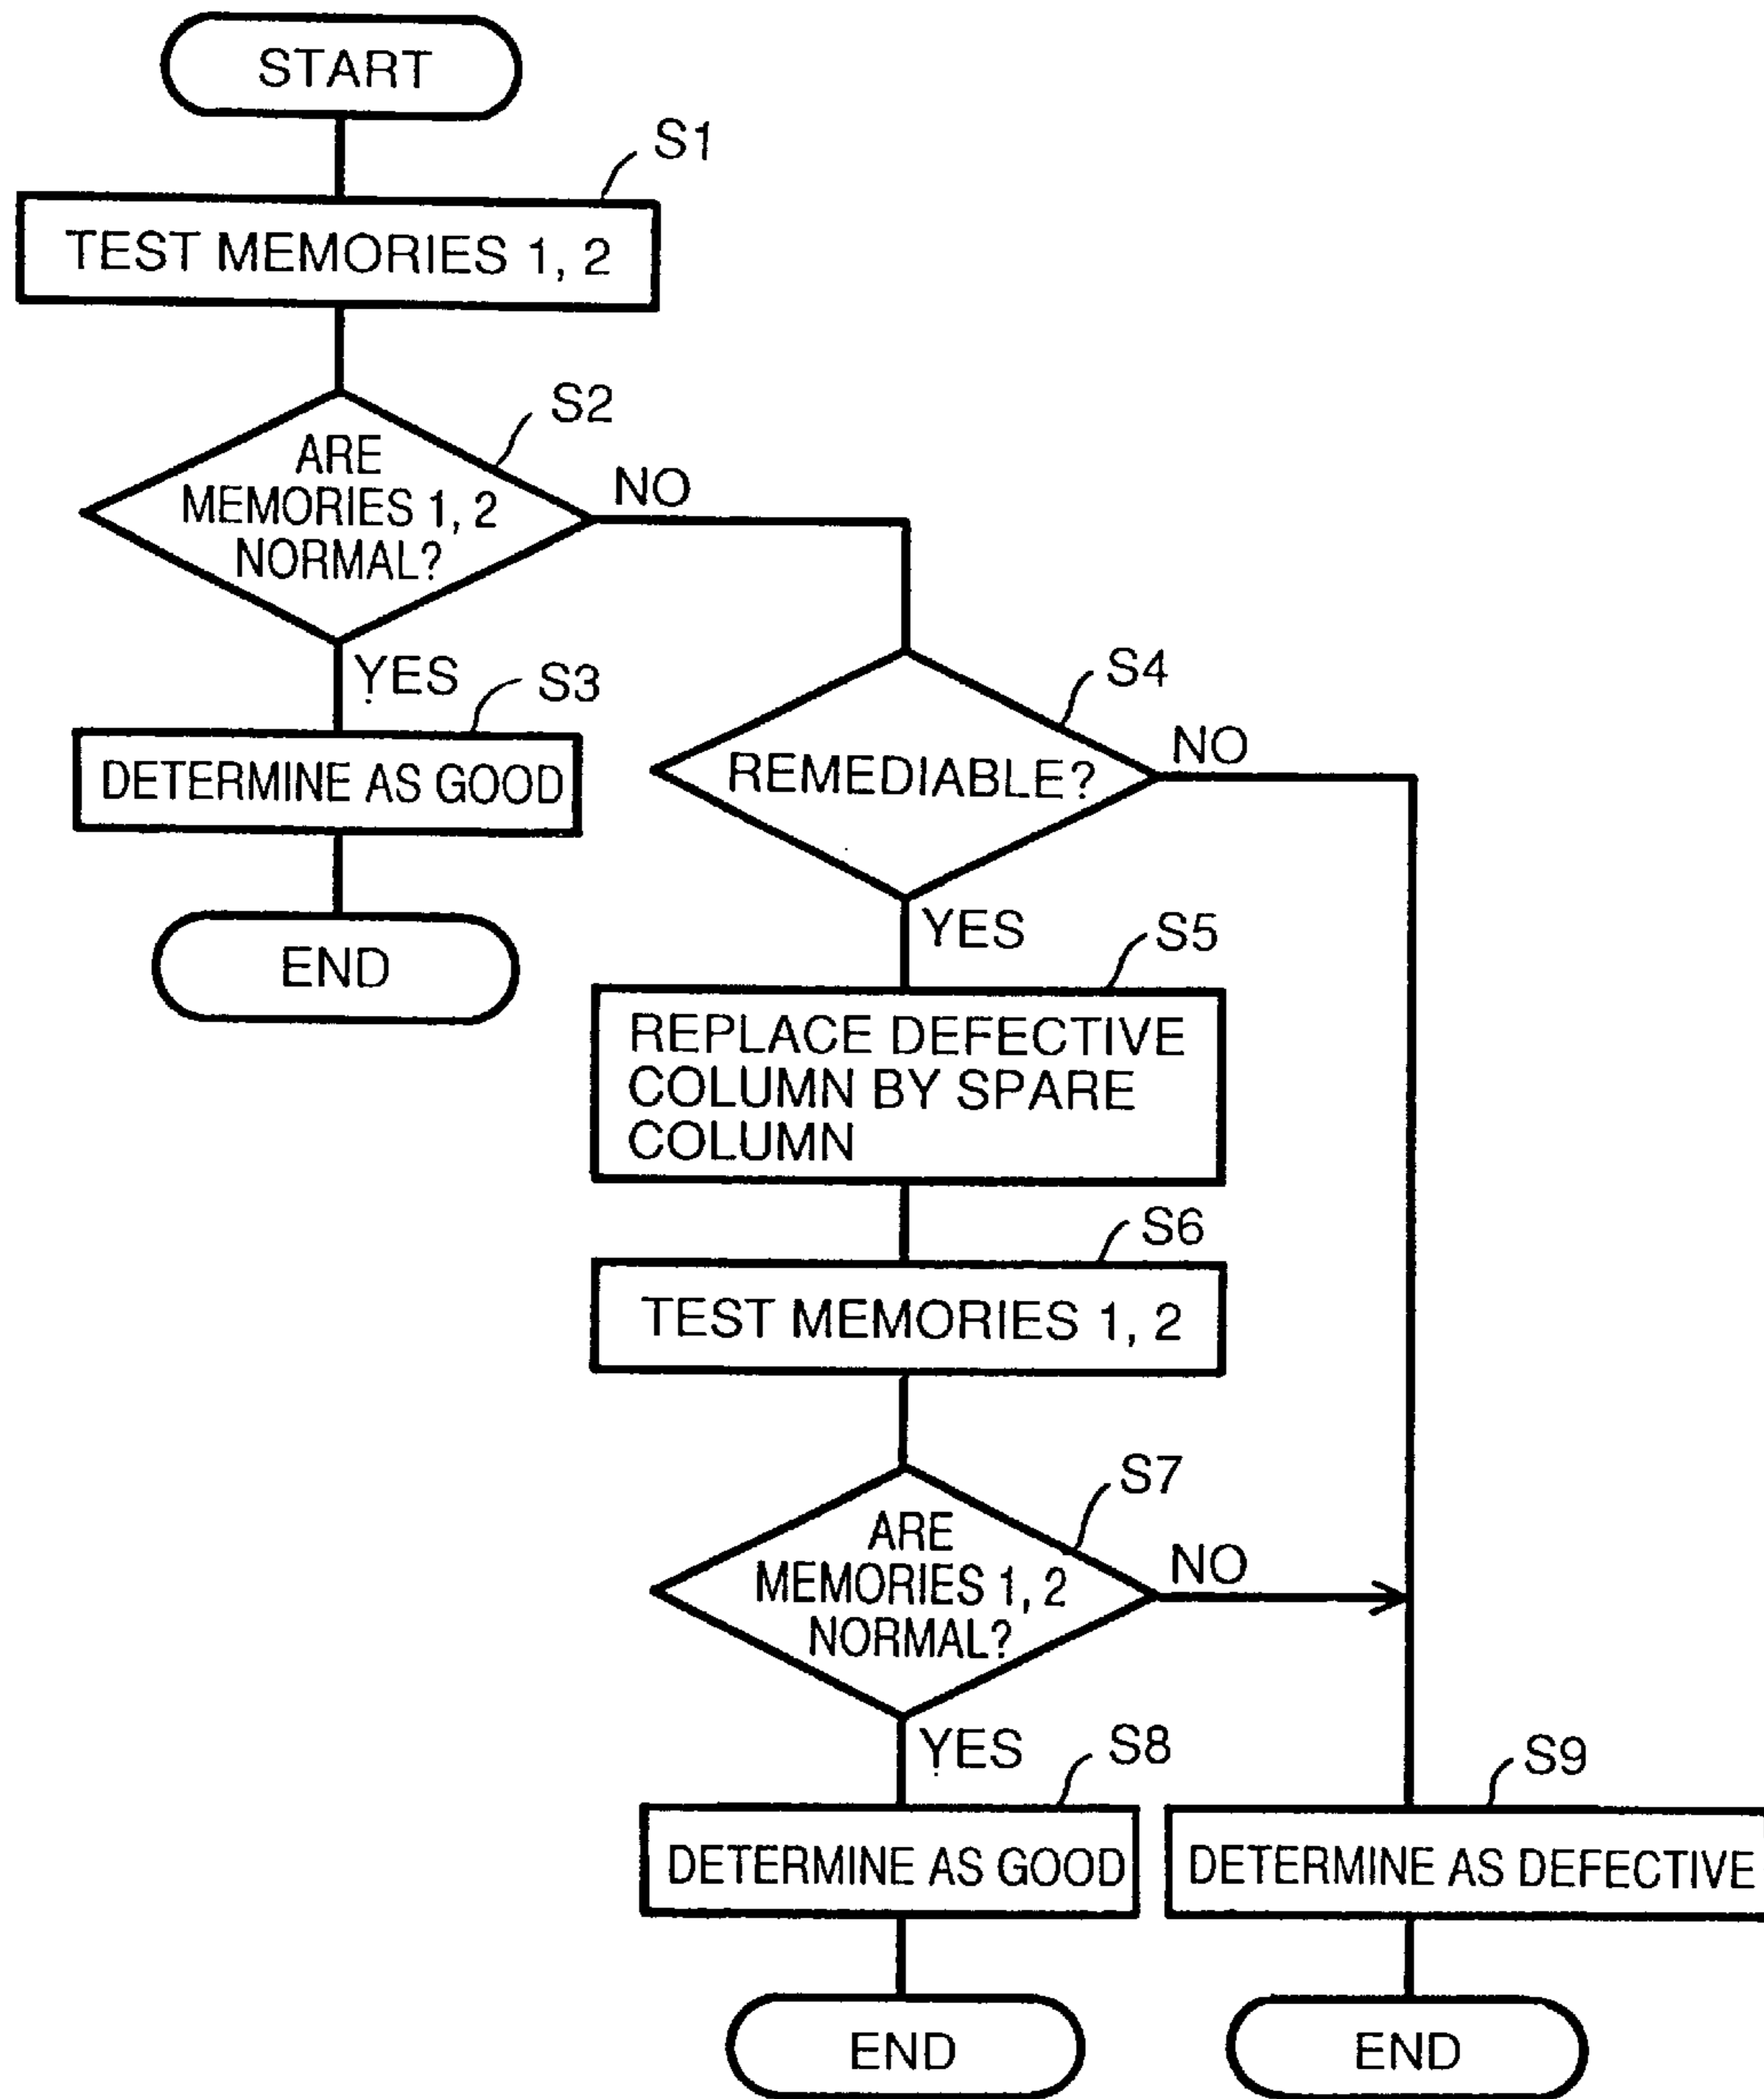 START
S1
TEST MEMORIES 1, 2
S2
ARE
MEMORIES 1, 2
NORMAL?
NO
YES
S3
DETERMINE AS GOOD
END
S4
REMEDIABLE?
NO
YES
S5
REPLACE DEFECTIVE
COLUMN BY SPARE
COLUMN
S6
TEST MEMORIES 1, 2
S7
ARE
MEMORIES 1, 2
NORMAL?
NO
YES
S8
DETERMINE AS GOOD
END
S9
DETERMINE AS DEFECTIVE
END